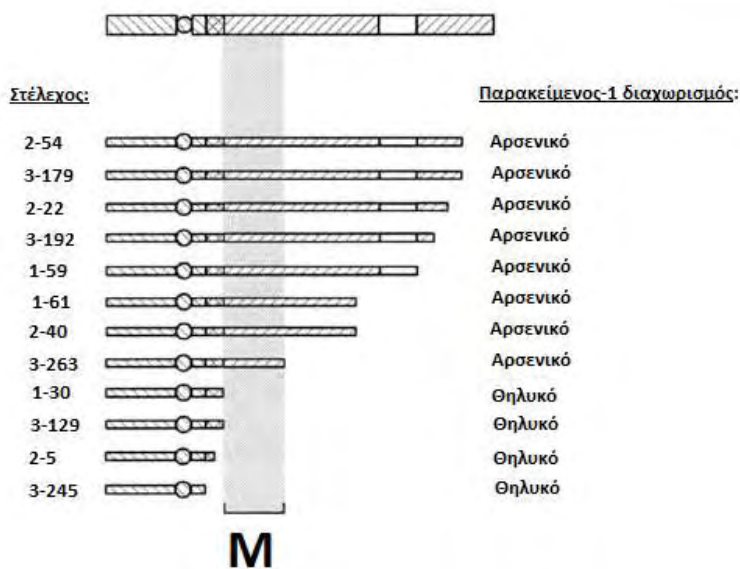 Στέλεχος: Παρακείμενος-1 διαχωρισμός:
2-54 Αρσενικό
3-179 Αρσενικό
2-22 Αρσενικό
3-192 Αρσενικό
1-59 Αρσενικό
1-61 Αρσενικό
2-40 Αρσενικό
3-263 Αρσενικό
1-30 Θηλυκό
3-129 Θηλυκό
2-5 Θηλυκό
3-245 Θηλυκό
M